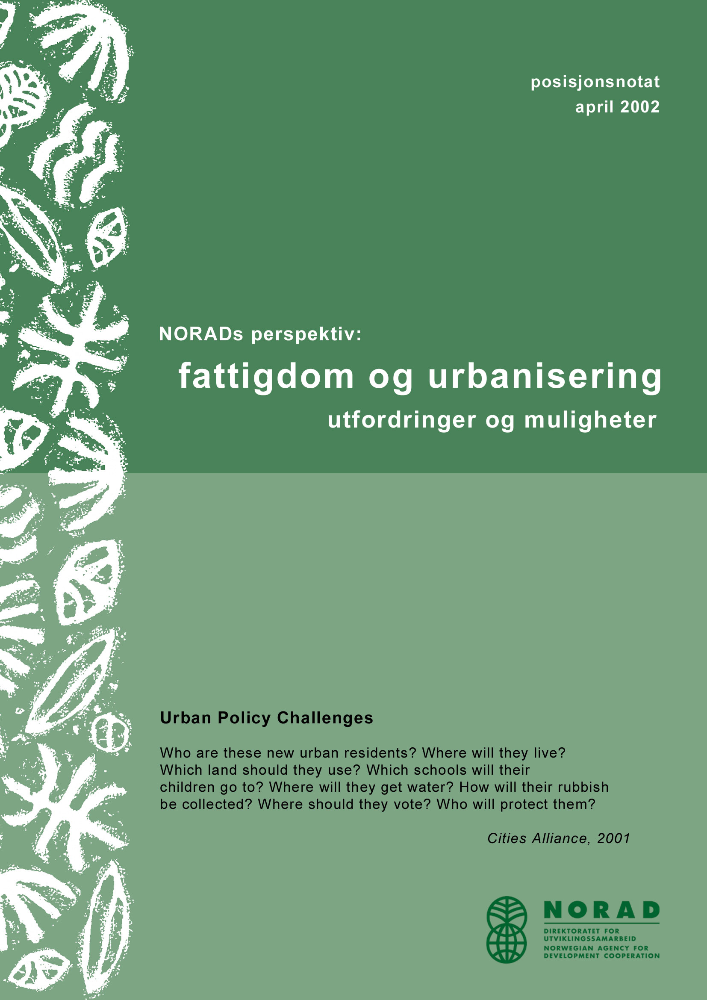 posisjonsnotat
april 2002
NORADs perspektiv:
fattigdom og urbanisering
utfordringer og muligheter
Urban Policy Challenges
Who are these new urban residents? Where will they live?
Which land should they use? Which schools will their
children go to? Where will they get water? How will their rubbish
be collected? Where should they vote? Who will protect them?
Cities Alliance, 2001
NORAD
DIREKTORATET FOR
UTVIKLINGSSAMARBEID
NORWEGIAN AGENCY FOR
DEVELOPMENT COOPERATION